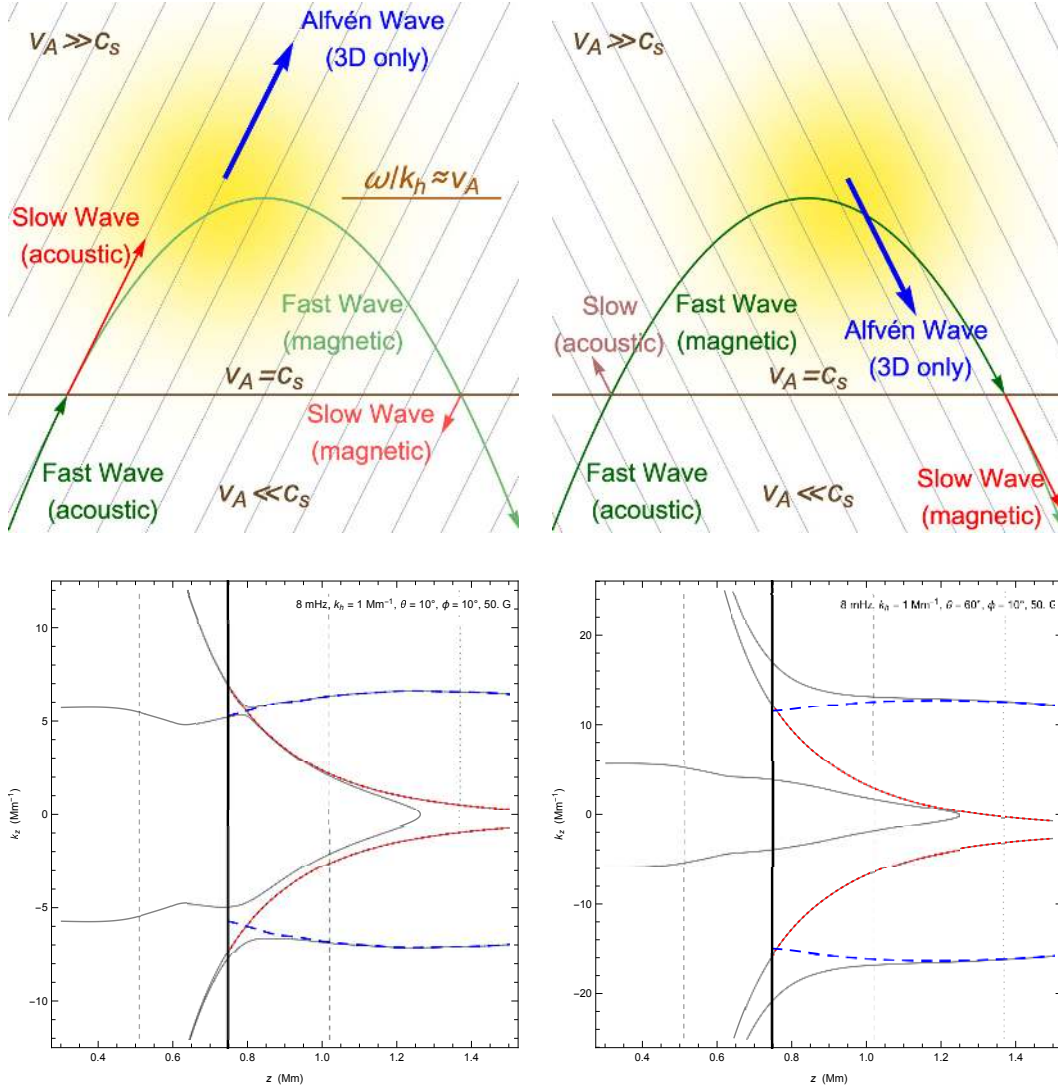 Alfvén Wave
(3D only)
v_A ≫ c_s
ω/k_h ≈ v_A
Slow Wave
(acoustic)
Fast Wave
(magnetic)
v_A = c_s
Slow Wave
(magnetic)
Fast Wave
(acoustic)
v_A ≪ c_s
v_A ≫ c_s
Slow
(acoustic)
Fast Wave
(magnetic)
Alfvén Wave
(3D only)
v_A = c_s
Fast Wave
(acoustic)
v_A ≪ c_s
Slow Wave
(magnetic)
8 mHz, k_h = 1 Mm⁻¹, θ = 10°, ϕ = 10°, 50. G
10
5
0
−5
−10
k_z (Mm⁻¹)
0.4 0.6 0.8 1.0 1.2 1.4
z (Mm)
8 mHz, k_h = 1 Mm⁻¹, θ = 60°, ϕ = 10°, 50. G
20
10
0
−10
−20
k_z (Mm⁻¹)
0.4 0.6 0.8 1.0 1.2 1.4
z (Mm)